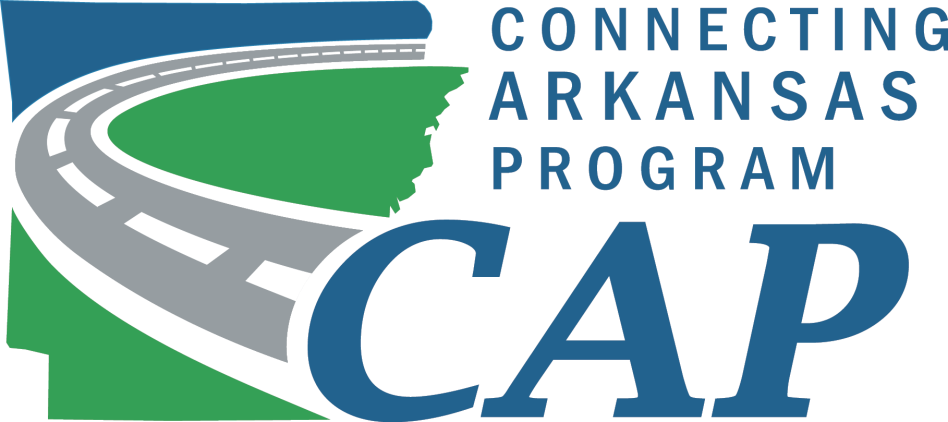 CONNECTING
ARKANSAS
PROGRAM
CAP